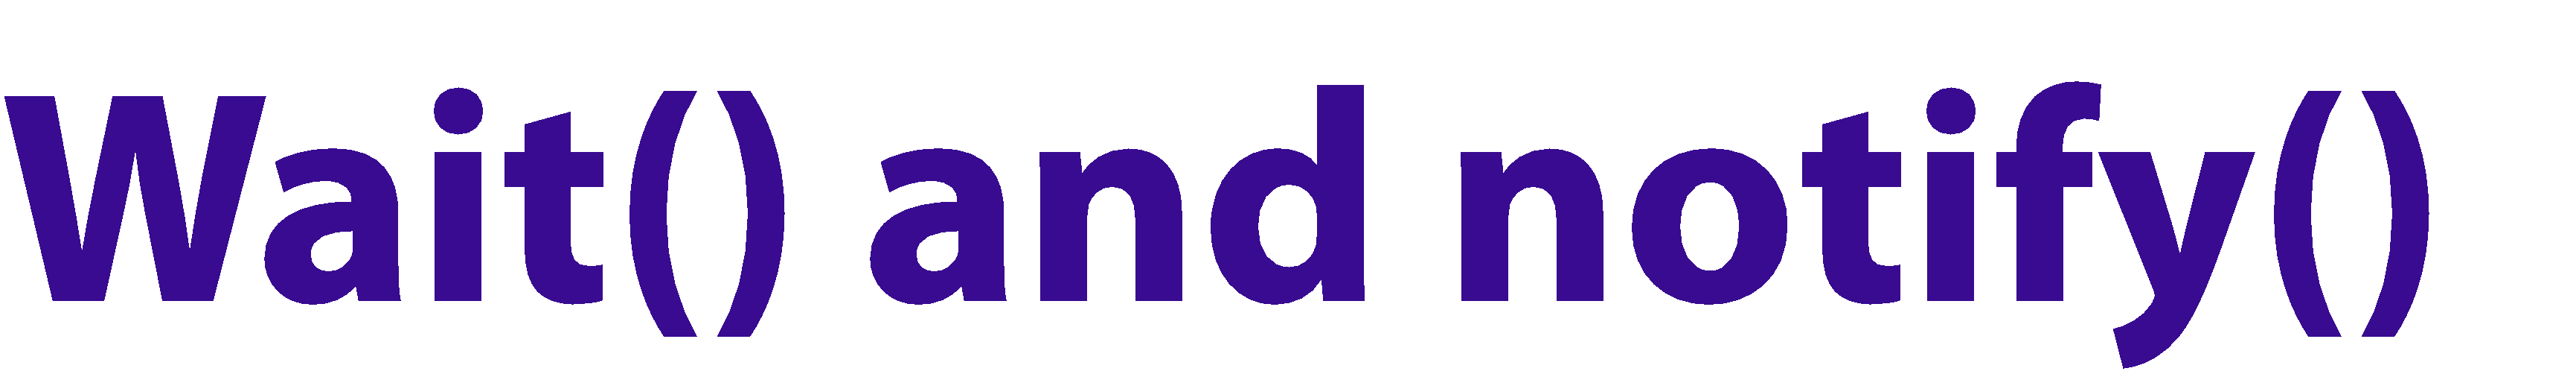 Wait() and notify()